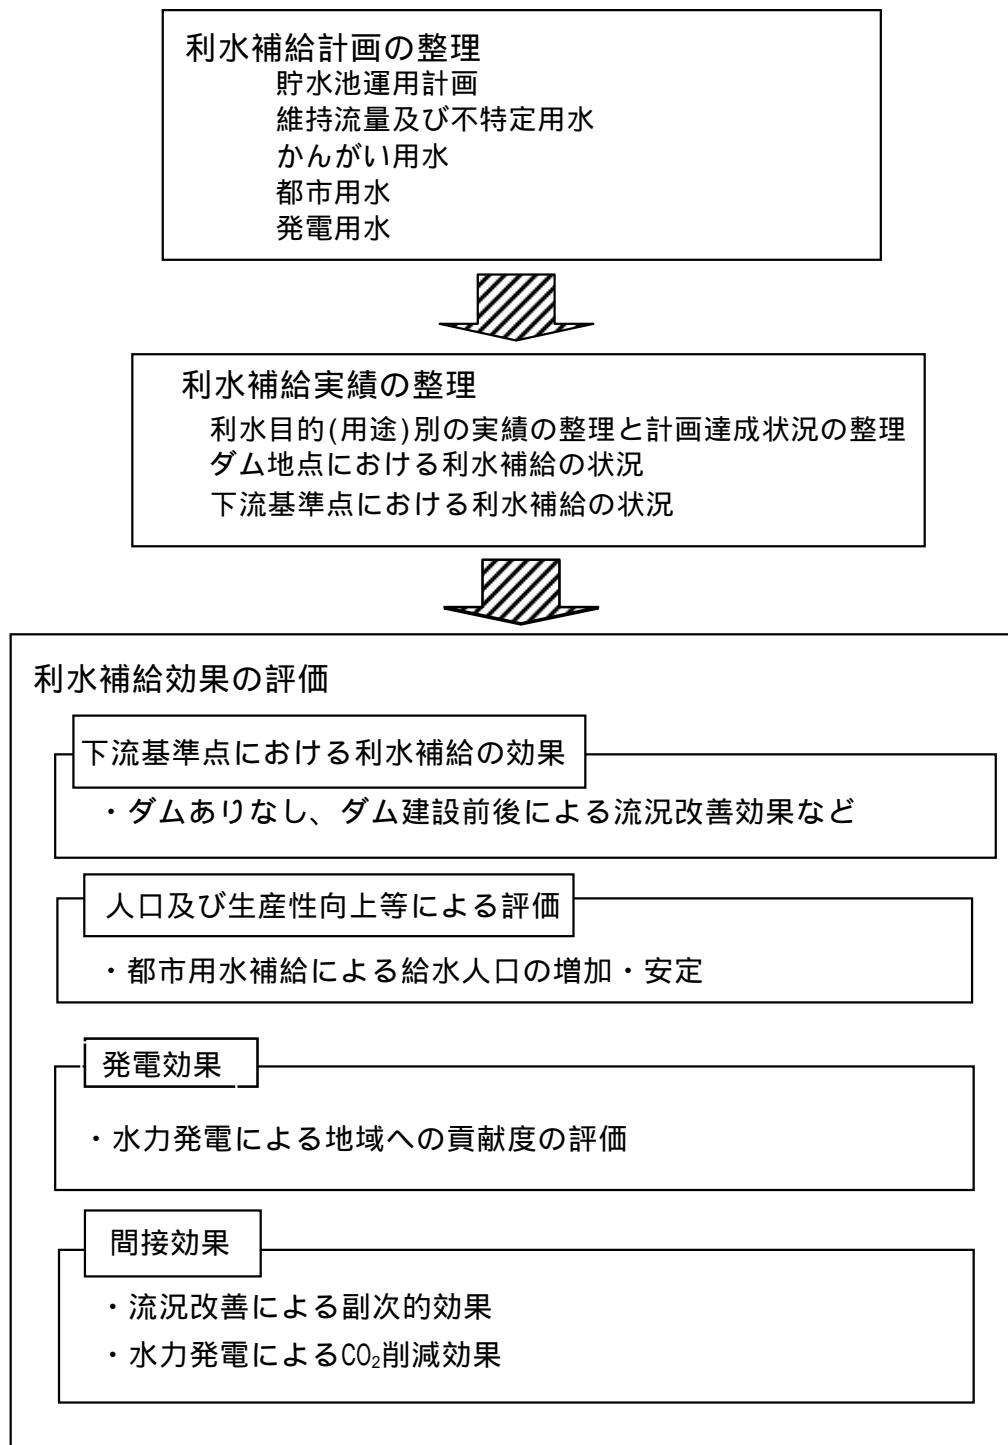 利水補給計画の整理
貯水池運用計画
維持流量及び不特定用水
かんがい用水
都市用水
発電用水
利水補給実績の整理
利水目的(用途)別の実績の整理と計画達成状況の整理
ダム地点における利水補給の状況
下流基準点における利水補給の状況
利水補給効果の評価
下流基準点における利水補給の効果
・ダムありなし、ダム建設前後による流況改善効果など
人口及び生産性向上等による評価
・都市用水補給による給水人口の増加・安定
発電効果
・水力発電による地域への貢献度の評価
間接効果
・流況改善による副次的効果
・水力発電によるCO₂削減効果